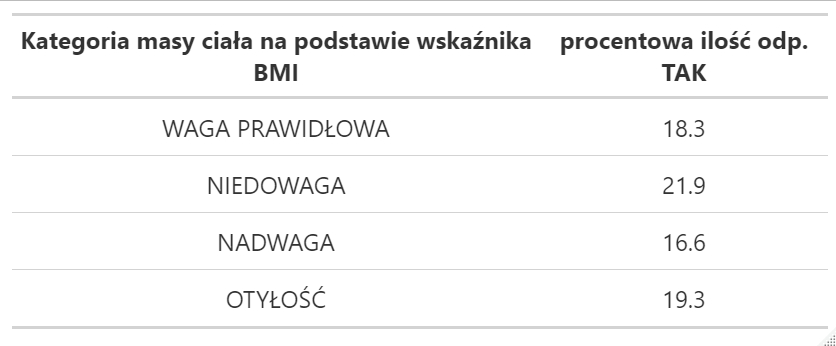 Kategoria masy ciała na podstawie wskaźnika procentowa ilość odp.
BMI TAK
WAGA PRAWIDŁOWA 18.3
NIEDOWAGA 21.9
NADWAGA 16.6
OTYŁOŚĆ 19.3